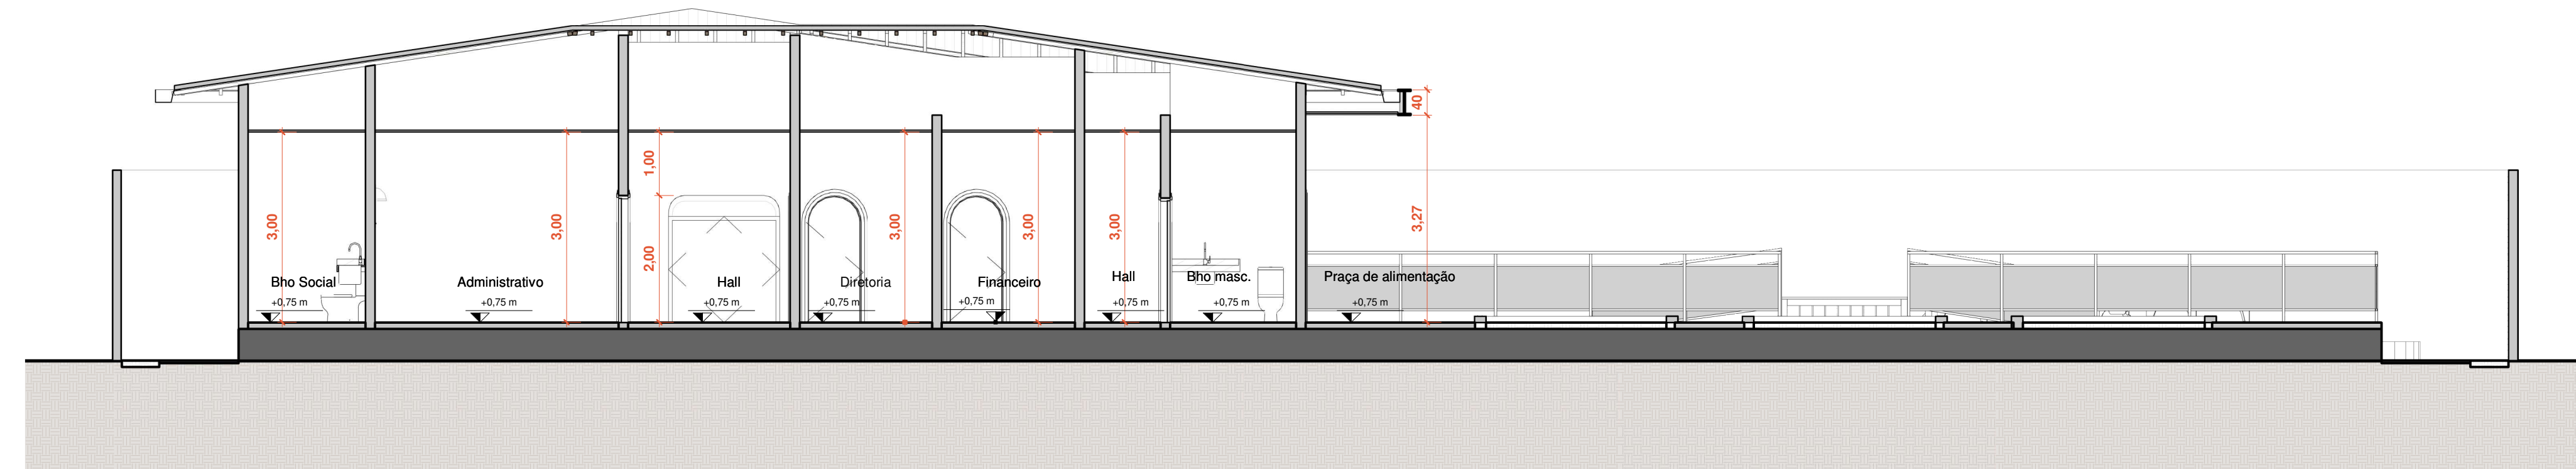 40
1,00
3,00
3,00
2,00
3,00
3,00
3,00
3,27
Bho Social
Administrativo
Hall
Diretoria
Financeiro
Hall
Bho masc.
Praça de alimentação
+0,75 m
+0,75 m
+0,75 m
+0,75 m
+0,75 m
+0,75 m
+0,75 m
+0,75 m